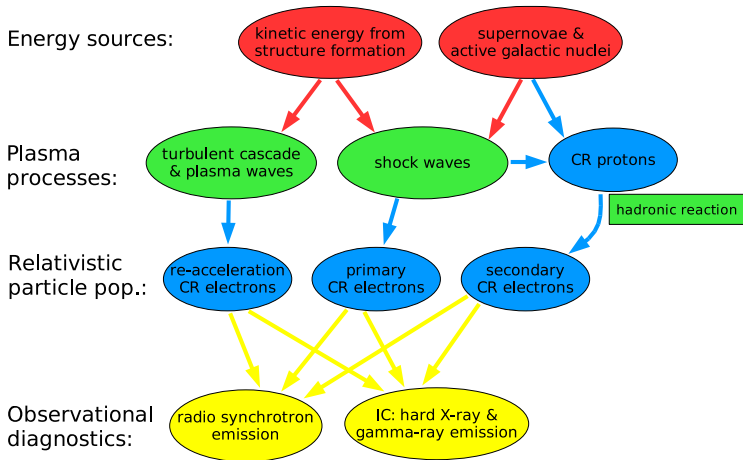 Energy sources:
kinetic energy from
structure formation
supernovae &
active galactic nuclei
Plasma
processes:
turbulent cascade
& plasma waves
shock waves
CR protons
hadronic reaction
Relativistic
particle pop.:
re-acceleration
CR electrons
primary
CR electrons
secondary
CR electrons
Observational
diagnostics:
radio synchrotron
emission
IC: hard X-ray &
gamma-ray emission